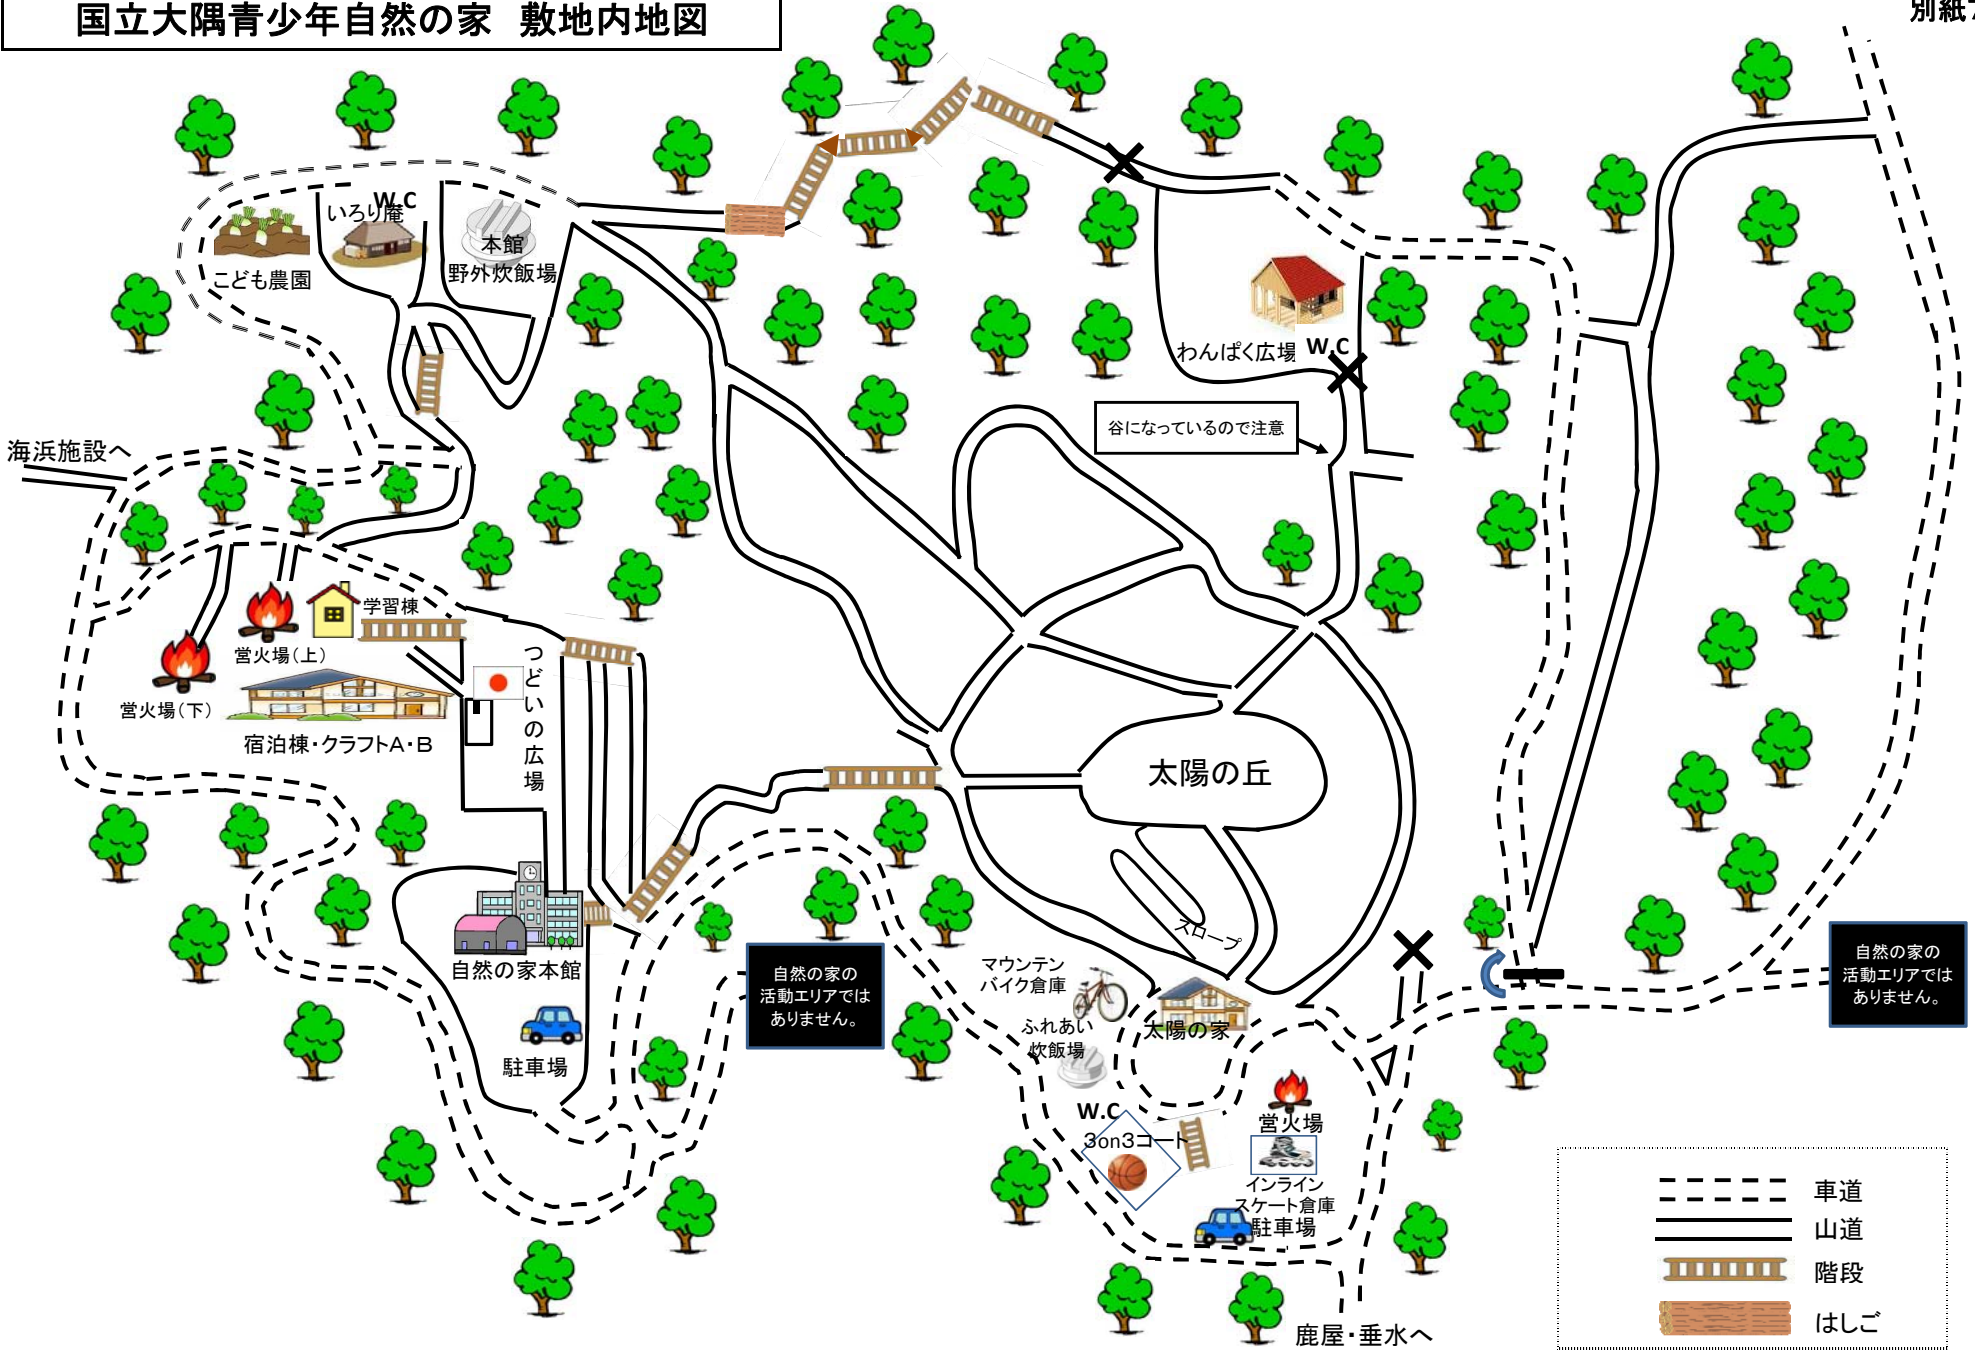 国立大隅青少年自然の家　敷地内地図
別紙
W.C
いろり庵
本館
野外炊飯場
こども農園
わんぱく広場
W.C
谷になっているので注意
海浜施設へ
学習棟
営火場（上）
営火場（下）
宿泊棟・クラフトA・B
つどいの広場
太陽の丘
スロープ
自然の家本館
駐車場
自然の家の
活動エリアでは
ありません。
マウンテン
バイク倉庫
ふれあい
炊飯場
太陽の家
W.C
3on3コート
営火場
インライン
スケート倉庫
駐車場
自然の家の
活動エリアでは
ありません。
鹿屋・垂水へ
車道
山道
階段
はしご